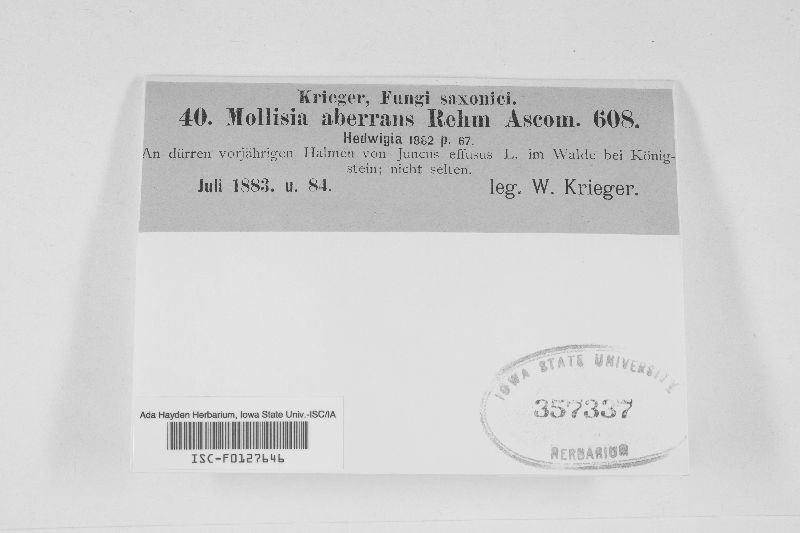 Krieger, Fungi saxonici.
40. Mollisia aberrans Rehm Ascom. 608.
Hedwigia 1882 p. 67.
An dürren vorjährigen Halmen von Juncus effusus L. im Walde bei König-
stein; nicht selten.
Juli 1883. u. 84. leg. W. Krieger.
IOWA STATE UNIVERSITY
357337
HERBARIUM
Ada Hayden Herbarium, Iowa State Univ.-ISC/IA
ISC-F0127646